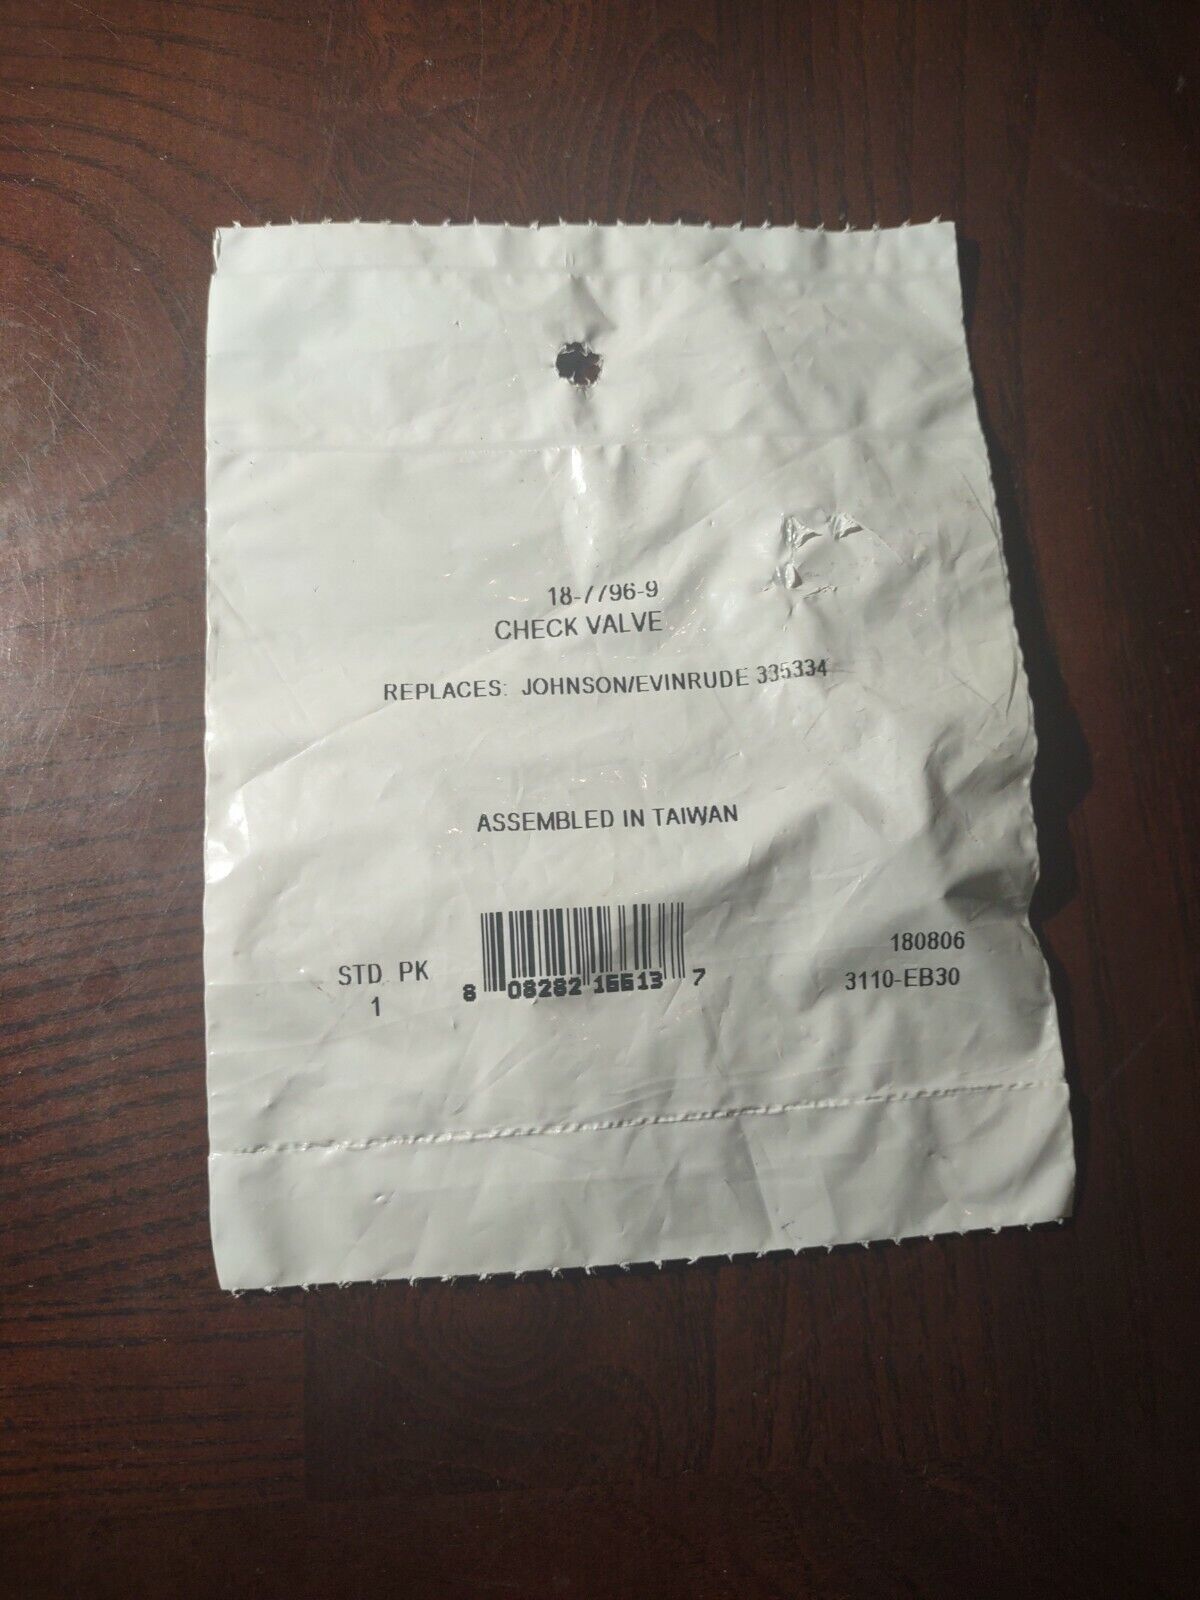 18-7796-9
CHECK VALVE
REPLACES: JOHNSON/EVINRUDE 335334
ASSEMBLED IN TAIWAN
STD PK
1
8 08282 16613 7
180806
3110-EB30